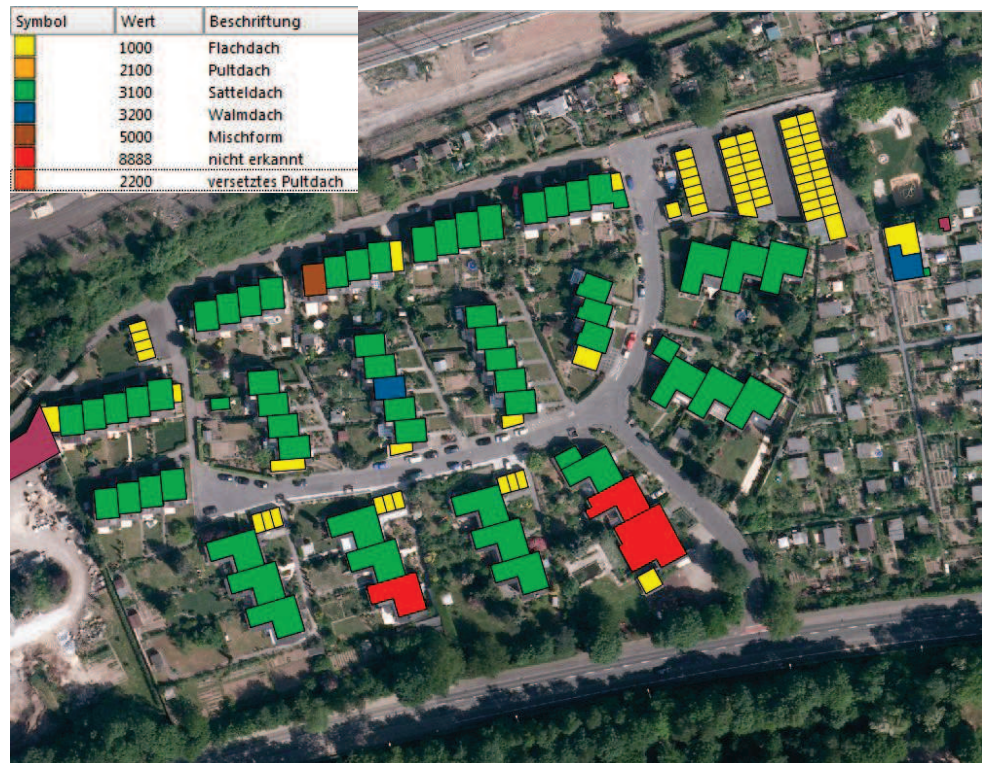 Symbol Wert Beschriftung
1000 Flachdach
2100 Pultdach
3100 Satteldach
3200 Walmdach
5000 Mischform
8888 nicht erkannt
2200 versetztes Pultdach